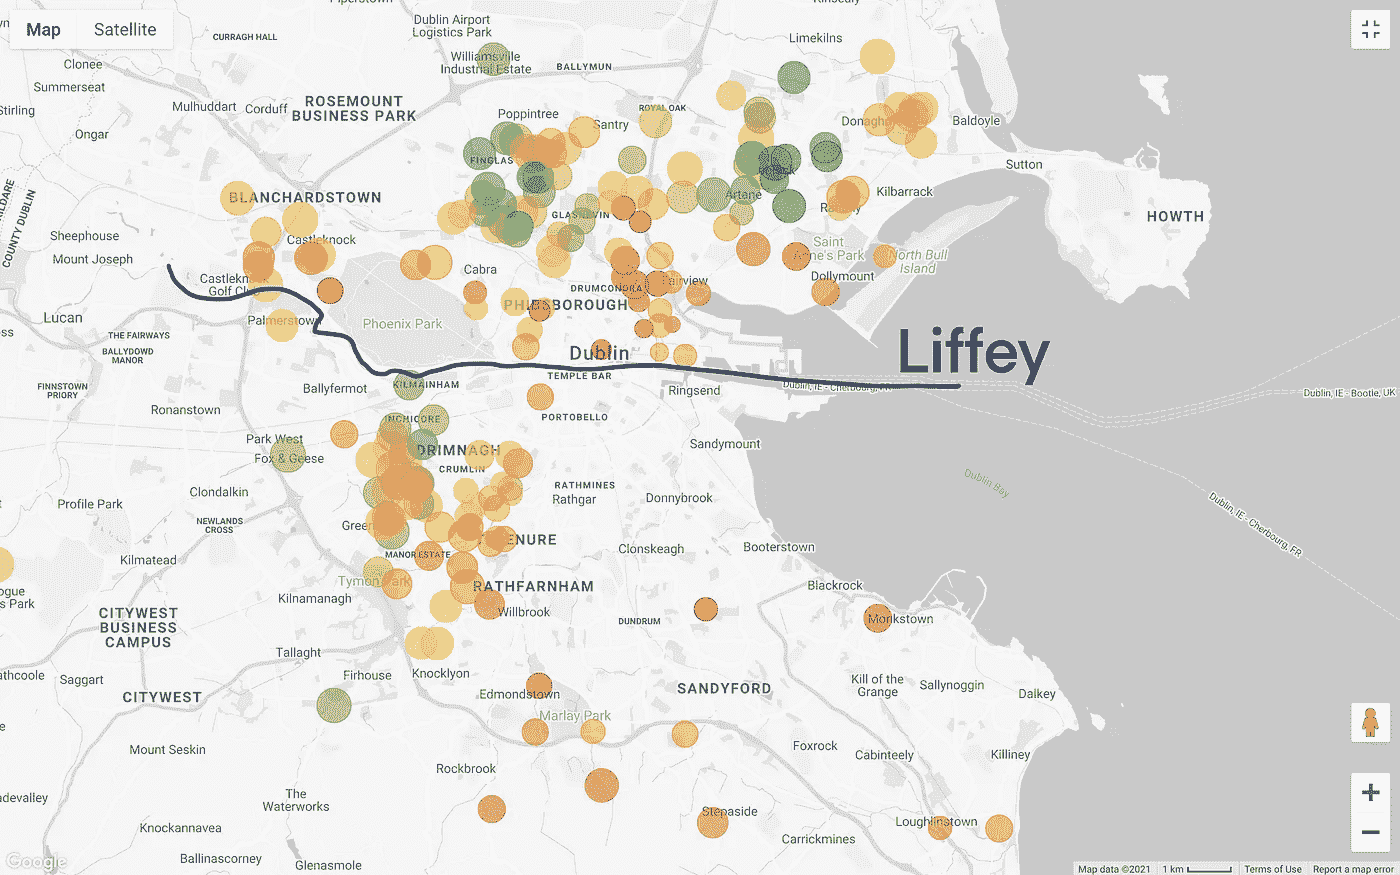 Kinsealy
Map
Satellite
Dublin Airport
Logistics Park
CURRAGH HALL
Limekilns
Clonee
Williamsville
Industrial Estate
BALLYMUN
Summerseat
Stirling
Mulhuddart
Corduff
ROSEMOUNT
BUSINESS PARK
Poppintree
ROYAL OAK
Santry
Baldoyle
Ongar
FINGLAS
Sutton
BLANCHARDSTOWN
Artane
Kilbarrack
KILDARE
COUNTY DUBLIN
GLASNEVIN
HOWTH
Sheephouse
Castleknock
Saint
Anne's Park
North Bull
Island
Mount Joseph
Cabra
Castleknock
Golf Cl
DRUMCONDRA
Fairview
Dollymount
PHIBSBOROUGH
Lucan
Palmerstown
Phoenix Park
THE FAIRWAYS
BALLYDOWD
MANOR
Dublin
Liffey
TEMPLE BAR
FINNSTOWN
PRIORY
Ballyfermot
KILMAINHAM
Ringsend
Dublin, IE - Cherbourg, FR
Dublin, IE - Bootle, UK
Ronanstown
INCHICORE
PORTOBELLO
Park West
Fox & Geese
DRIMNAGH
Sandymount
CRUMLIN
Clondalkin
RATHMINES
Rathgar
Donnybrook
Dublin Bay
Profile Park
NEWLANDS
CROSS
Green
Dublin, IE - Cherbourg, FR
ENURE
Clonskeagh
Booterstown
Kilmatead
MANOR ESTATE
Tymon Park
Blackrock
RATHFARNHAM
Kilnamanagh
CITYWEST
BUSINESS
CAMPUS
Willbrook
DUNDRUM
Monkstown
Tallaght
Saggart
Firhouse
Knocklyon
CITYWEST
Edmondstown
SANDYFORD
Kill of the
Grange
Sallynoggin
Dalkey
Marlay Park
Mount Seskin
Foxrock
Cabinteely
Killiney
Rockbrook
The
Waterworks
Stepaside
Loughlinstown
Knockannavea
Carrickmines
Ballinascorney
Glenasmole
Google
Map data ©2021
1 km
Terms of Use
Report a map error